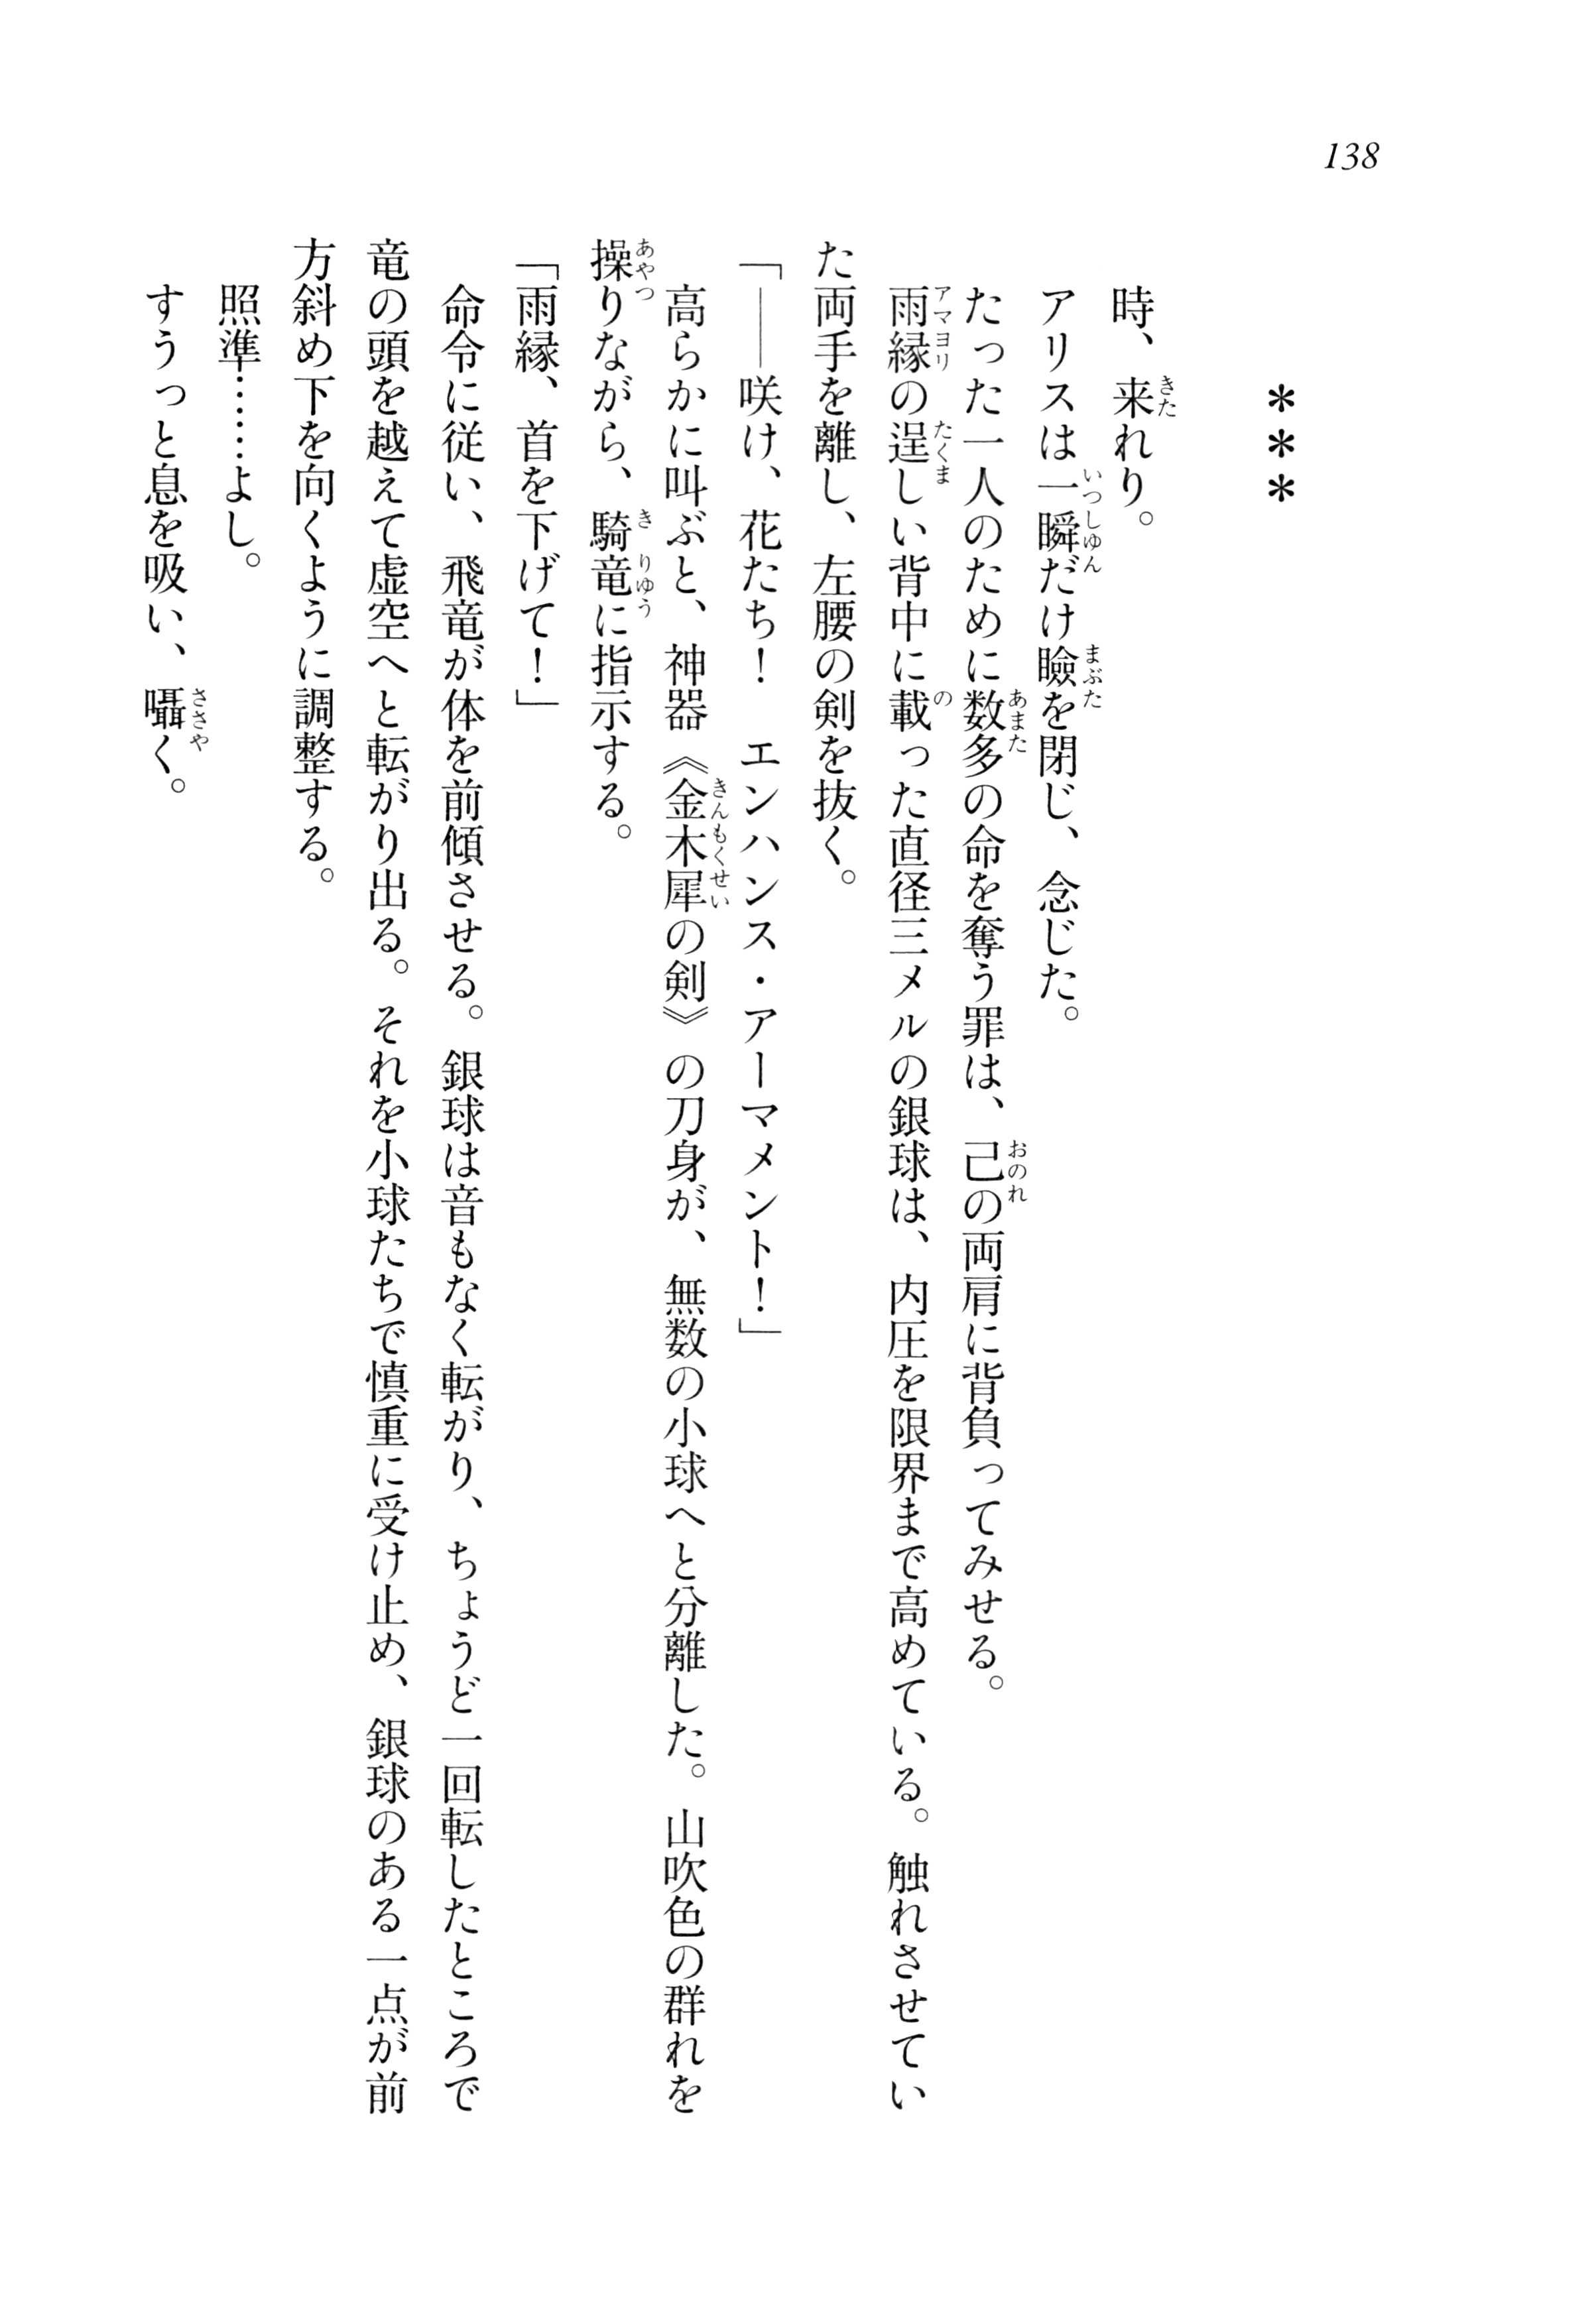 138
***
時、来れり。
アリスは一瞬だけ瞼を閉じ、念じた。
たった一人のために数多の命を奪う罪は、己の両肩に背負ってみせる。
雨縁の逞しい背中に載った直径三メルの銀球は、内圧を限界まで高めている。触れさせてい
た両手を離し、左腰の剣を抜く。
「――咲け、花たち！　エンハンス・アーマメント！」
高らかに叫ぶと、神器《金木犀の剣》の刀身が、無数の小球へと分離した。山吹色の群れを
操りながら、騎竜に指示する。
「雨縁、首を下げて！」
命令に従い、飛竜が体を前傾させる。銀球は音もなく転がり、ちょうど一回転したところで
竜の頭を越えて虚空へと転がり出る。それを小球たちで慎重に受け止め、銀球のある一点が前
方斜め下を向くように調整する。
照準……よし。
すうっと息を吸い、囁く。